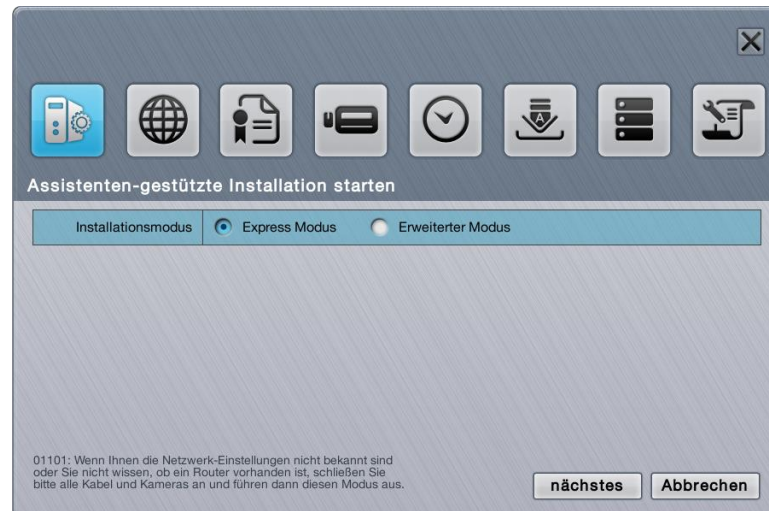 Assistenten-gestützte Installation starten
Installationsmodus Express Modus Erweiterter Modus
01101: Wenn Ihnen die Netzwerk-Einstellungen nicht bekannt sind
oder Sie nicht wissen, ob ein Router vorhanden ist, schließen Sie
bitte alle Kabel und Kameras an und führen dann diesen Modus aus.
nächstes Abbrechen